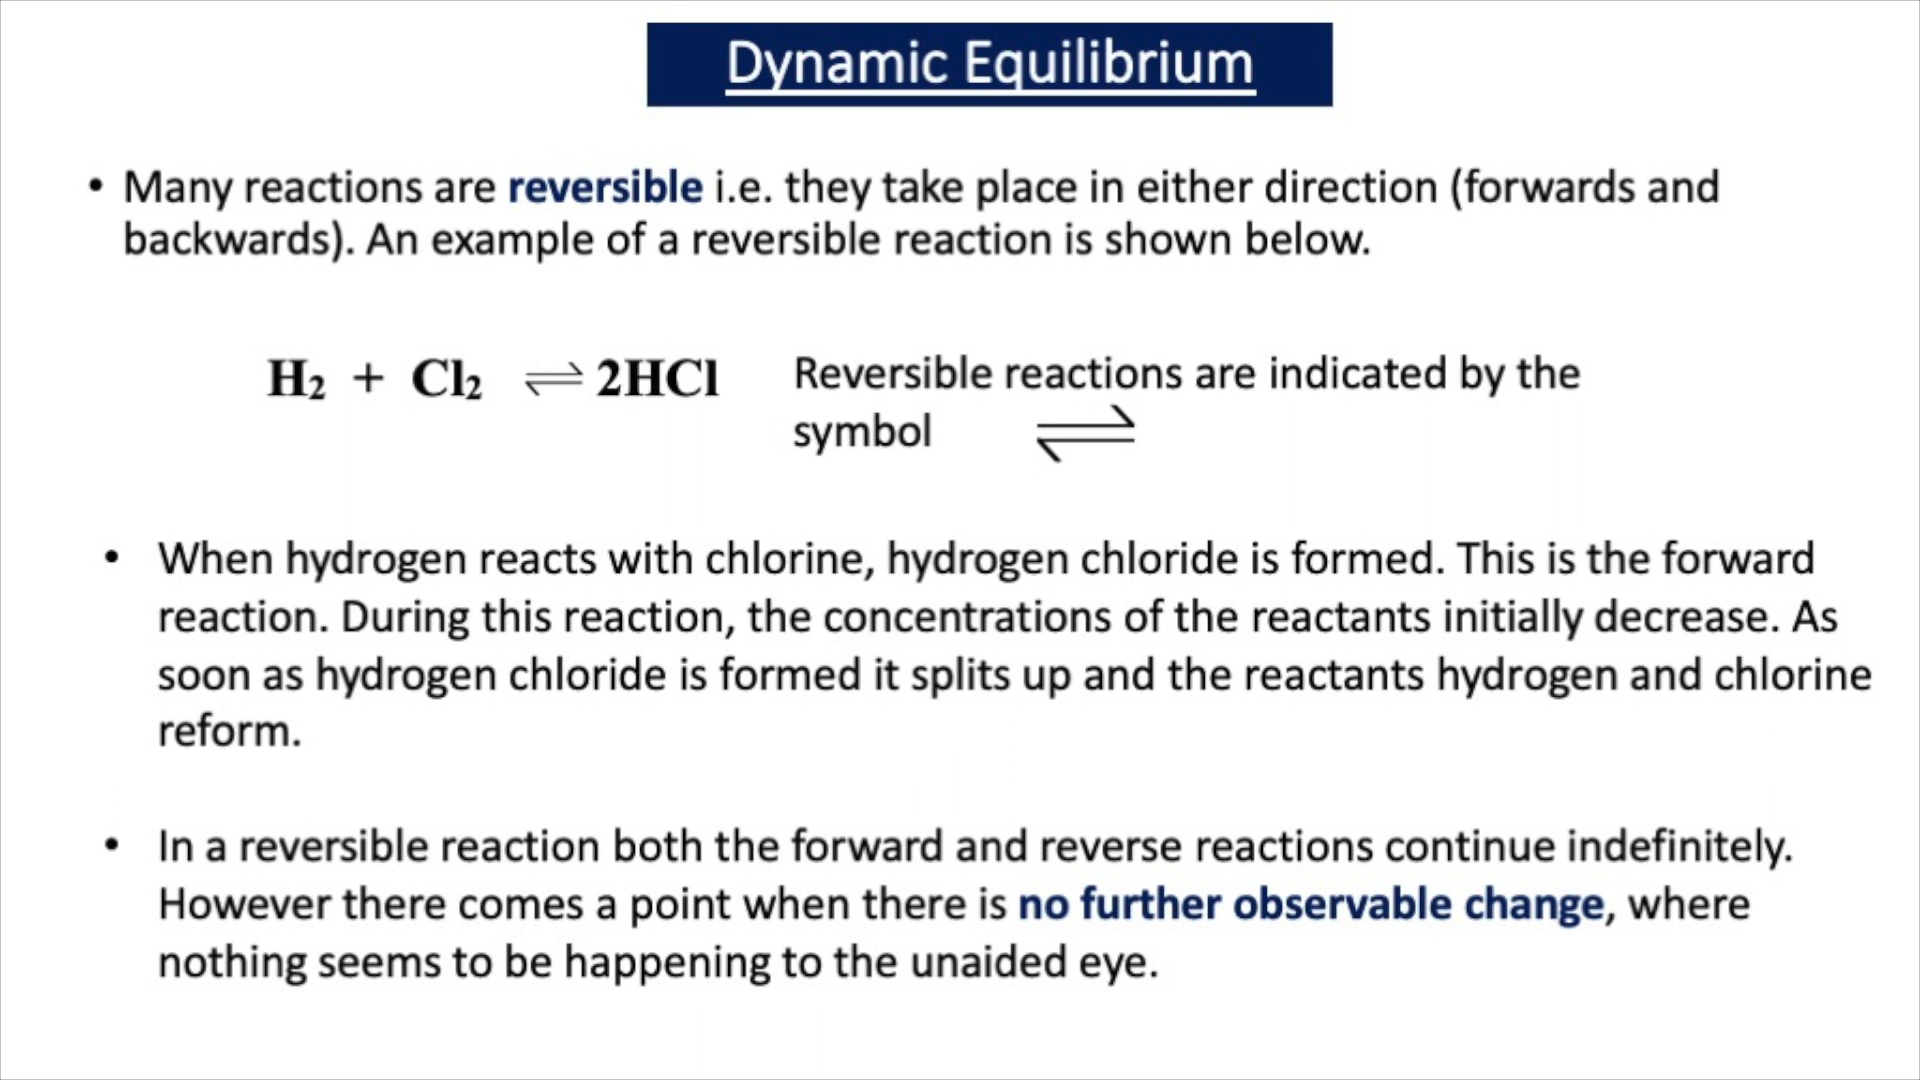 Dynamic Equilibrium
• Many reactions are reversible i.e. they take place in either direction (forwards and
backwards). An example of a reversible reaction is shown below.
H₂ + Cl₂ ⇌ 2HCl
Reversible reactions are indicated by the
symbol ⇌
• When hydrogen reacts with chlorine, hydrogen chloride is formed. This is the forward
reaction. During this reaction, the concentrations of the reactants initially decrease. As
soon as hydrogen chloride is formed it splits up and the reactants hydrogen and chlorine
reform.
• In a reversible reaction both the forward and reverse reactions continue indefinitely.
However there comes a point when there is no further observable change, where
nothing seems to be happening to the unaided eye.